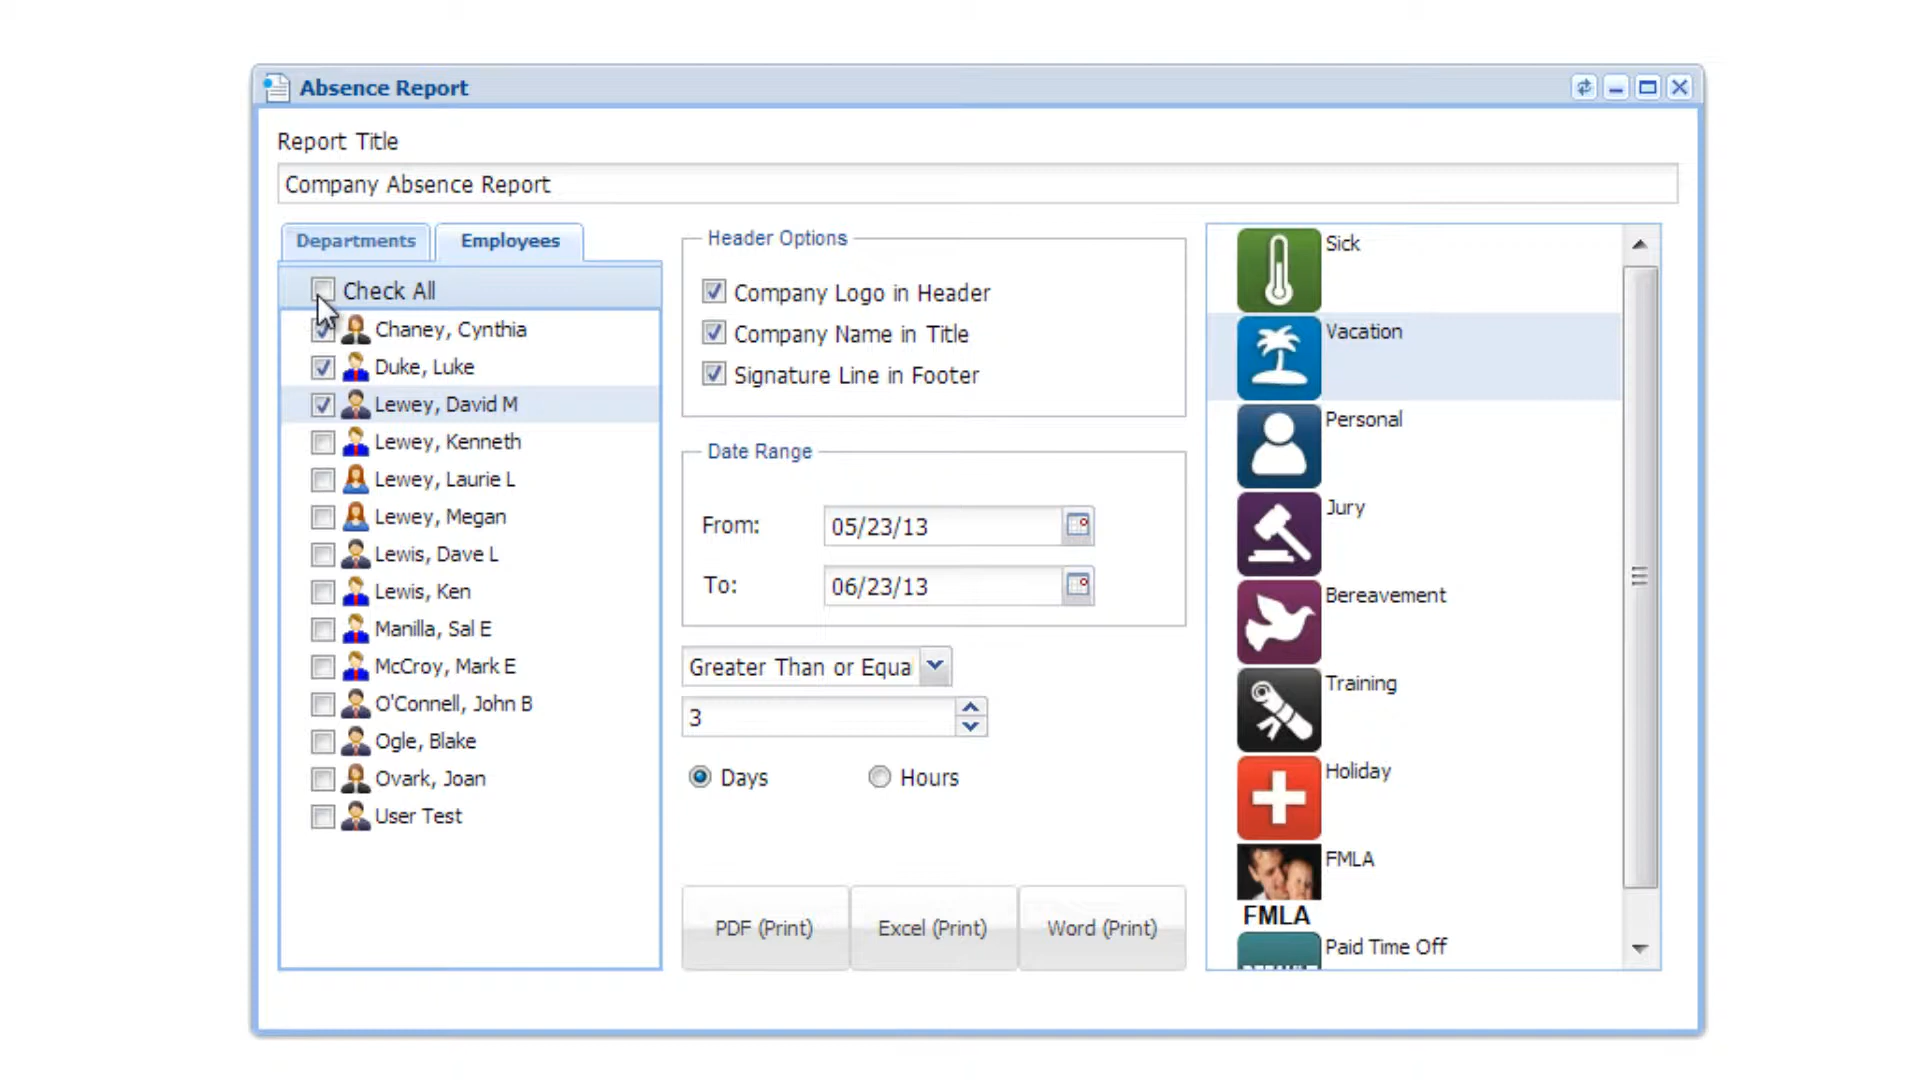 Absence Report
Report Title
Company Absence Report
Departments
Employees
Check All
Chaney, Cynthia
Duke, Luke
Lewey, David M
Lewey, Kenneth
Lewey, Laurie L
Lewey, Megan
Lewis, Dave L
Lewis, Ken
Manilla, Sal E
McCroy, Mark E
O'Connell, John B
Ogle, Blake
Ovark, Joan
User Test
Header Options
Company Logo in Header
Company Name in Title
Signature Line in Footer
Date Range
From: 05/23/13
To: 06/23/13
Greater Than or Equa
3
Days
Hours
PDF (Print)
Excel (Print)
Word (Print)
Sick
Vacation
Personal
Jury
Bereavement
Training
Holiday
FMLA
FMLA
Paid Time Off